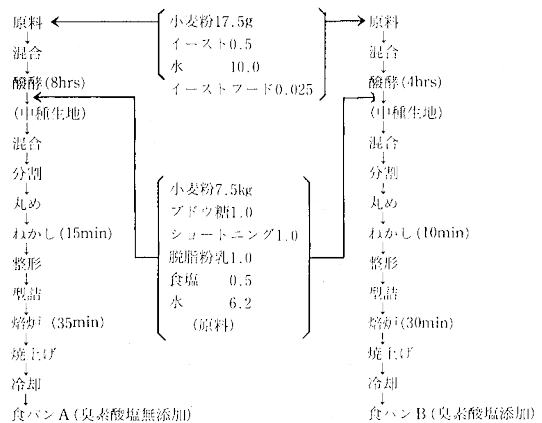 原料
混合
醗酵(8hrs)
(中種生地)
混合
分割
丸め
ねかし(15min)
整形
型詰
焙炉(35min)
焼上げ
冷却
食パンA(臭素酸塩無添加)
小麦粉17.5g
イースト0.5
水 10.0
イーストフード0.025
小麦粉7.5kg
ブドウ糖1.0
ショートニング1.0
脱脂粉乳1.0
食塩 0.5
水 6.2
(原料)
原料
混合
醗酵(4hrs)
(中種生地)
混合
分割
丸め
ねかし(10min)
整形
型詰
焙炉(30min)
焼上げ
冷却
食パンB(臭素酸塩添加)